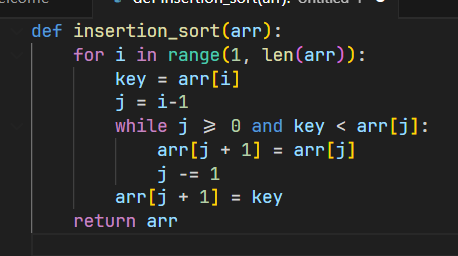 elcome def insertion_sort(arr): Untitled-1
def insertion_sort(arr):
    for i in range(1, len(arr)):
        key = arr[i]
        j = i-1
        while j >= 0 and key < arr[j]:
            arr[j + 1] = arr[j]
            j -= 1
        arr[j + 1] = key
    return arr